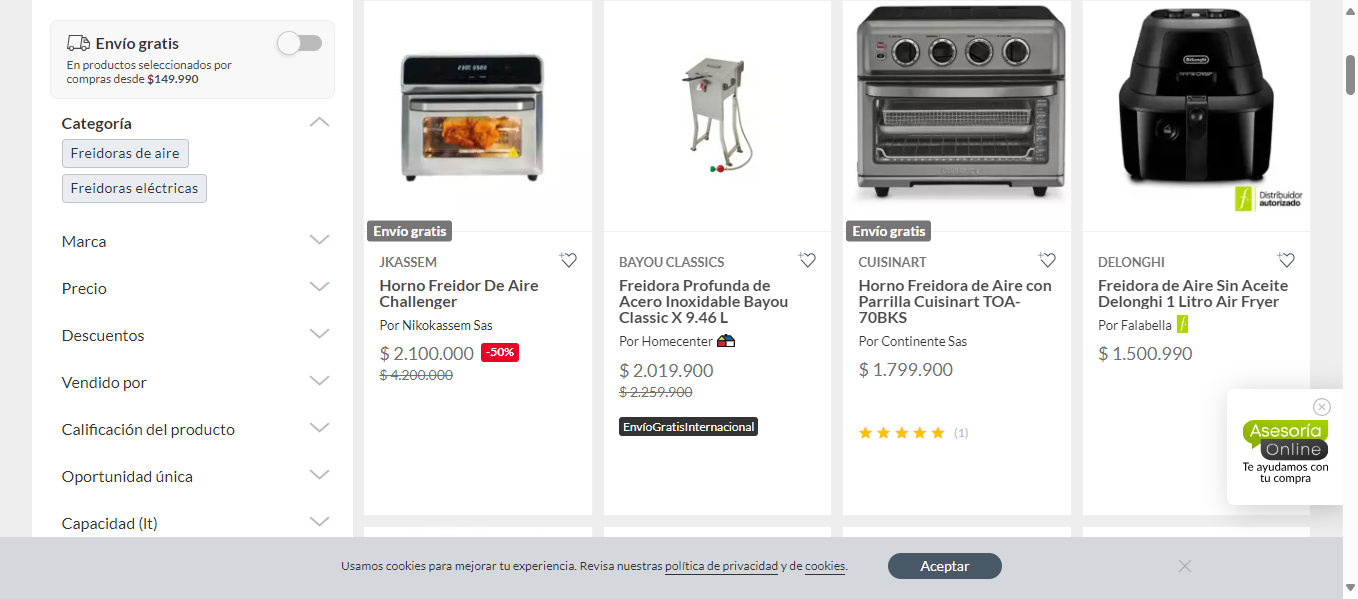 Envío gratis
En productos seleccionados por
compras desde $149.990
Categoría
Freidoras de aire
Freidoras eléctricas
Marca
Precio
Descuentos
Vendido por
Calificación del producto
Oportunidad única
Capacidad (lt)
Envío gratis
JKASSEM
Horno Freidor De Aire
Challenger
Por Nikokassem Sas
$ 2.100.000 -50%
$ 4.200.000
BAYOU CLASSICS
Freidora Profunda de
Acero Inoxidable Bayou
Classic X 9.46 L
Por Homecenter
$ 2.019.900
$ 2.259.900
EnvíoGratisInternacional
Envío gratis
CUISINART
Horno Freidora de Aire con
Parrilla Cuisinart TOA-
70BKS
Por Continente Sas
$ 1.799.900
(1)
DeLonghi
Distribuidor
autorizado
DELONGHI
Freidora de Aire Sin Aceite
Delonghi 1 Litro Air Fryer
Por Falabella
$ 1.500.990
Asesoría
Online
Te ayudamos con
tu compra
Usamos cookies para mejorar tu experiencia. Revisa nuestras política de privacidad y de cookies.
Aceptar